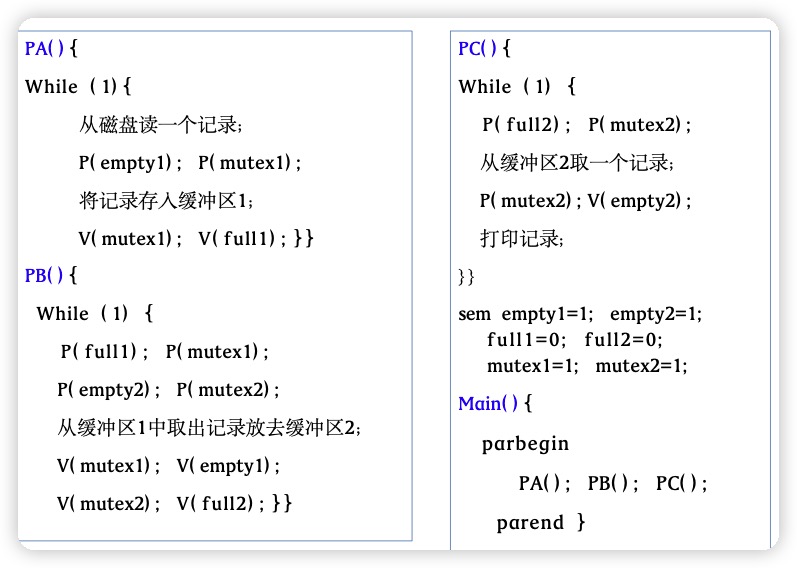 PA(){
While (1){
从磁盘读一个记录;
P(empty1); P(mutex1);
将记录存入缓冲区1;
V(mutex1); V(full1);}}
PB(){
While (1) {
P(full1); P(mutex1);
P(empty2); P(mutex2);
从缓冲区1中取出记录放去缓冲区2;
V(mutex1); V(empty1);
V(mutex2); V(full2);}}
PC(){
While (1) {
P(full2); P(mutex2);
从缓冲区2取一个记录;
P(mutex2);V(empty2);
打印记录;
}}
sem empty1=1; empty2=1;
full1=0; full2=0;
mutex1=1; mutex2=1;
Main(){
parbegin
PA(); PB(); PC();
parend }